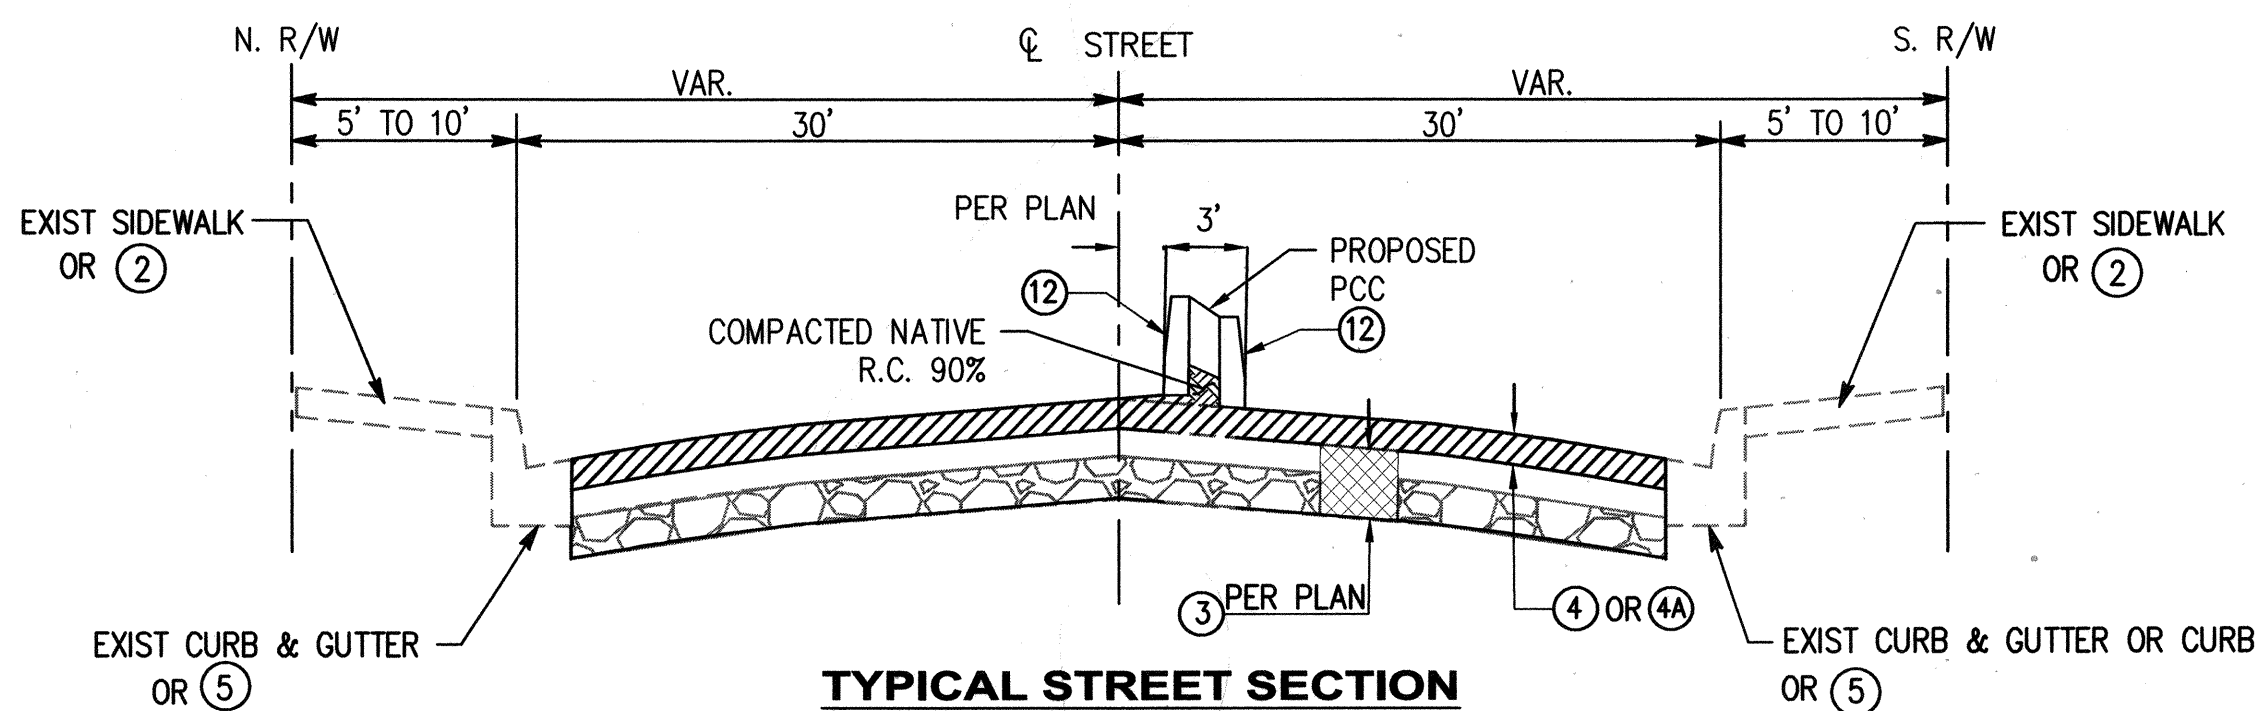 N. R/W
℄ STREET
S. R/W
VAR.
VAR.
5' TO 10'
30'
30'
5' TO 10'
PER PLAN
3'
EXIST SIDEWALK
OR 2
PROPOSED
PCC
12
12
COMPACTED NATIVE
R.C. 90%
EXIST SIDEWALK
OR 2
3 PER PLAN
4 OR 4A
EXIST CURB & GUTTER
OR 5
EXIST CURB & GUTTER OR CURB
OR 5
TYPICAL STREET SECTION